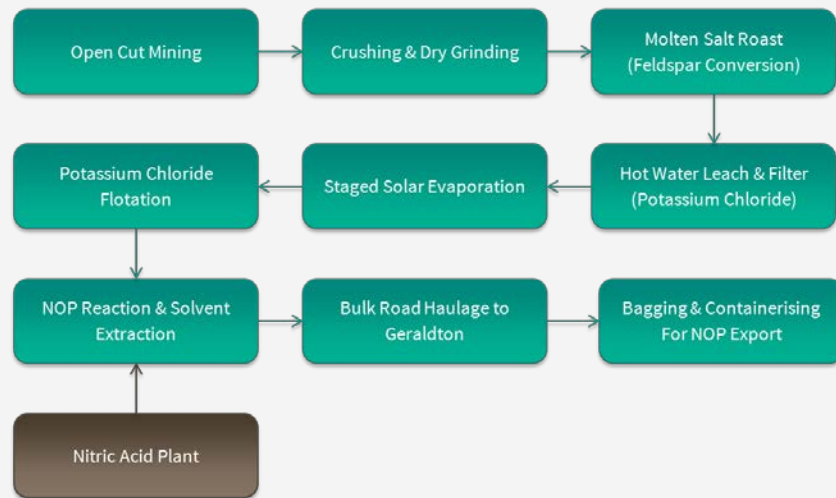 Open Cut Mining
Crushing & Dry Grinding
Molten Salt Roast
(Feldspar Conversion)
Hot Water Leach & Filter
(Potassium Chloride)
Staged Solar Evaporation
Potassium Chloride
Flotation
NOP Reaction & Solvent
Extraction
Bulk Road Haulage to
Geraldton
Bagging & Containerising
For NOP Export
Nitric Acid Plant